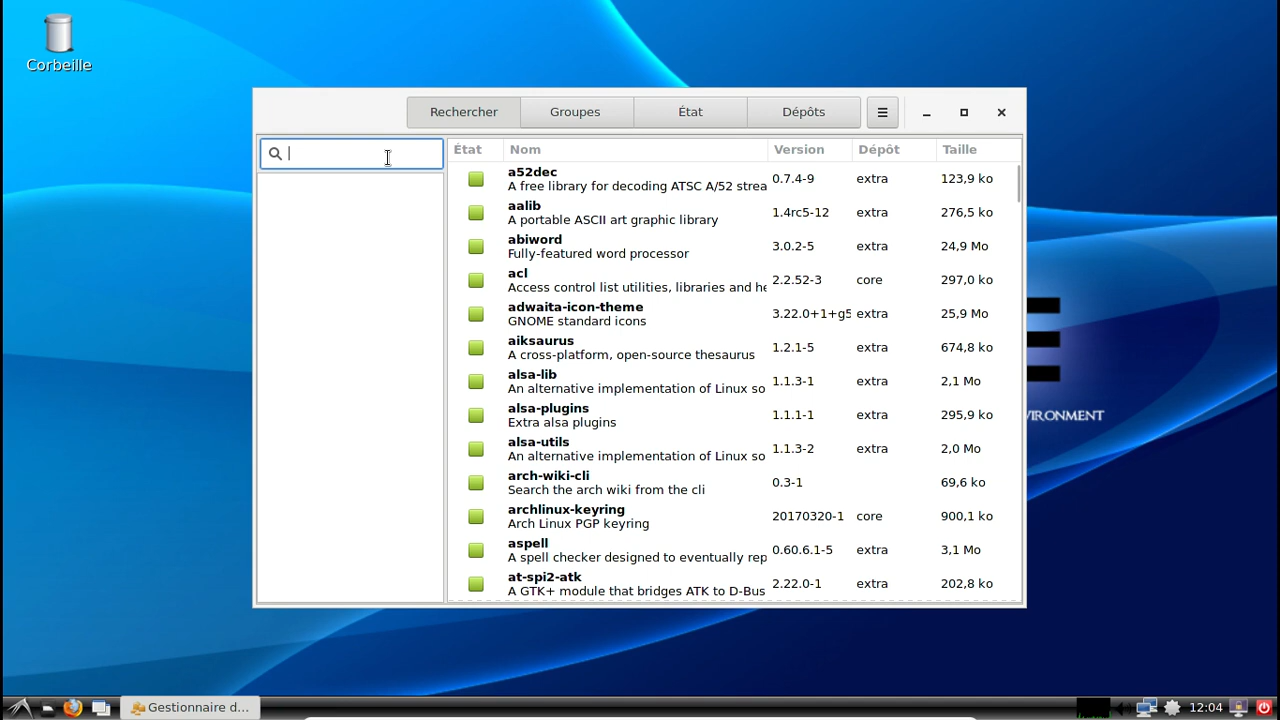 Corbeille
Rechercher Groupes État Dépôts
État Nom Version Dépôt Taille
a52dec
A free library for decoding ATSC A/52 strea 0.7.4-9 extra 123,9 ko
aalib
A portable ASCII art graphic library 1.4rc5-12 extra 276,5 ko
abiword
Fully-featured word processor 3.0.2-5 extra 24,9 Mo
acl
Access control list utilities, libraries and he 2.2.52-3 core 297,0 ko
adwaita-icon-theme
GNOME standard icons 3.22.0+1+g5 extra 25,9 Mo
aiksaurus
A cross-platform, open-source thesaurus 1.2.1-5 extra 674,8 ko
alsa-lib
An alternative implementation of Linux so 1.1.3-1 extra 2,1 Mo
alsa-plugins
Extra alsa plugins 1.1.1-1 extra 295,9 ko
alsa-utils
An alternative implementation of Linux so 1.1.3-2 extra 2,0 Mo
arch-wiki-cli
Search the arch wiki from the cli 0.3-1 extra 69,6 ko
archlinux-keyring
Arch Linux PGP keyring 20170320-1 core 900,1 ko
aspell
A spell checker designed to eventually rep 0.60.6.1-5 extra 3,1 Mo
at-spi2-atk
A GTK+ module that bridges ATK to D-Bus 2.22.0-1 extra 202,8 ko
E
VIRONMENT
Gestionnaire d... 12:04